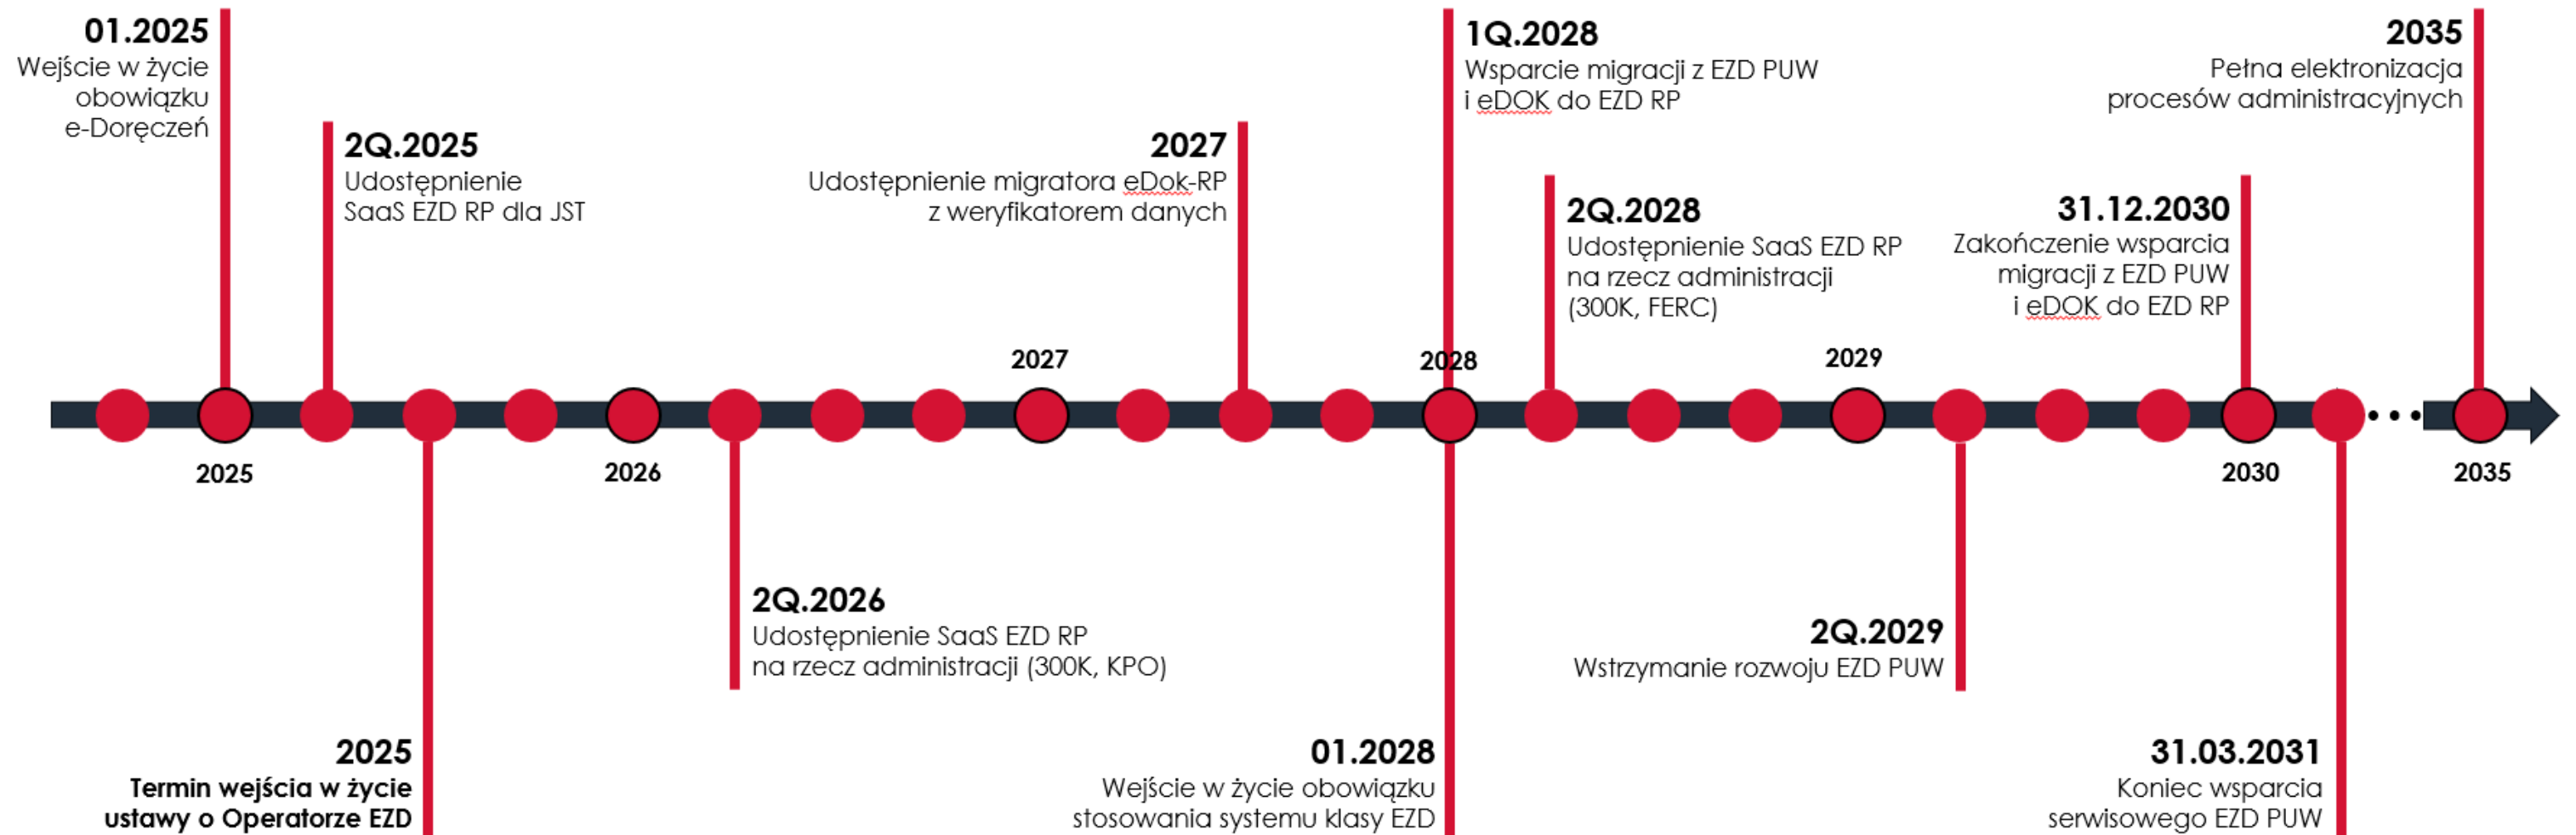 01.2025
Wejście w życie
obowiązku
e-Doręczeń
2Q.2025
Udostępnienie
SaaS EZD RP dla JST
2027
Udostępnienie migratora eDok-RP
z weryfikatorem danych
1Q.2028
Wsparcie migracji z EZD PUW
i eDOK do EZD RP
2Q.2028
Udostępnienie SaaS EZD RP
na rzecz administracji
(300K, FERC)
31.12.2030
Zakończenie wsparcia
migracji z EZD PUW
i eDOK do EZD RP
2035
Pełna elektronizacja
procesów administracyjnych
2025
2026
2027
2028
2029
2030
2035
2025
Termin wejścia w życie
ustawy o Operatorze EZD
2Q.2026
Udostępnienie SaaS EZD RP
na rzecz administracji (300K, KPO)
01.2028
Wejście w życie obowiązku
stosowania systemu klasy EZD
2Q.2029
Wstrzymanie rozwoju EZD PUW
31.03.2031
Koniec wsparcia
serwisowego EZD PUW